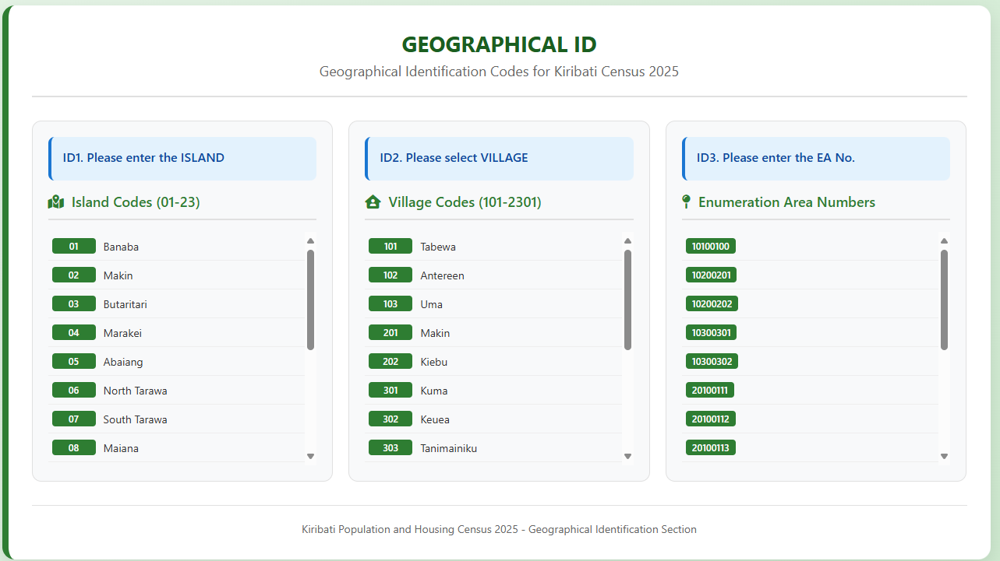 GEOGRAPHICAL ID
Geographical Identification Codes for Kiribati Census 2025
ID1. Please enter the ISLAND
Island Codes (01-23)
01 Banaba
02 Makin
03 Butaritari
04 Marakei
05 Abaiang
06 North Tarawa
07 South Tarawa
08 Maiana
ID2. Please select VILLAGE
Village Codes (101-2301)
101 Tabewa
102 Antereen
103 Uma
201 Makin
202 Kiebu
301 Kuma
302 Keuea
303 Tanimainiku
ID3. Please enter the EA No.
Enumeration Area Numbers
10100100
10200201
10200202
10300301
10300302
20100111
20100112
20100113
Kiribati Population and Housing Census 2025 - Geographical Identification Section